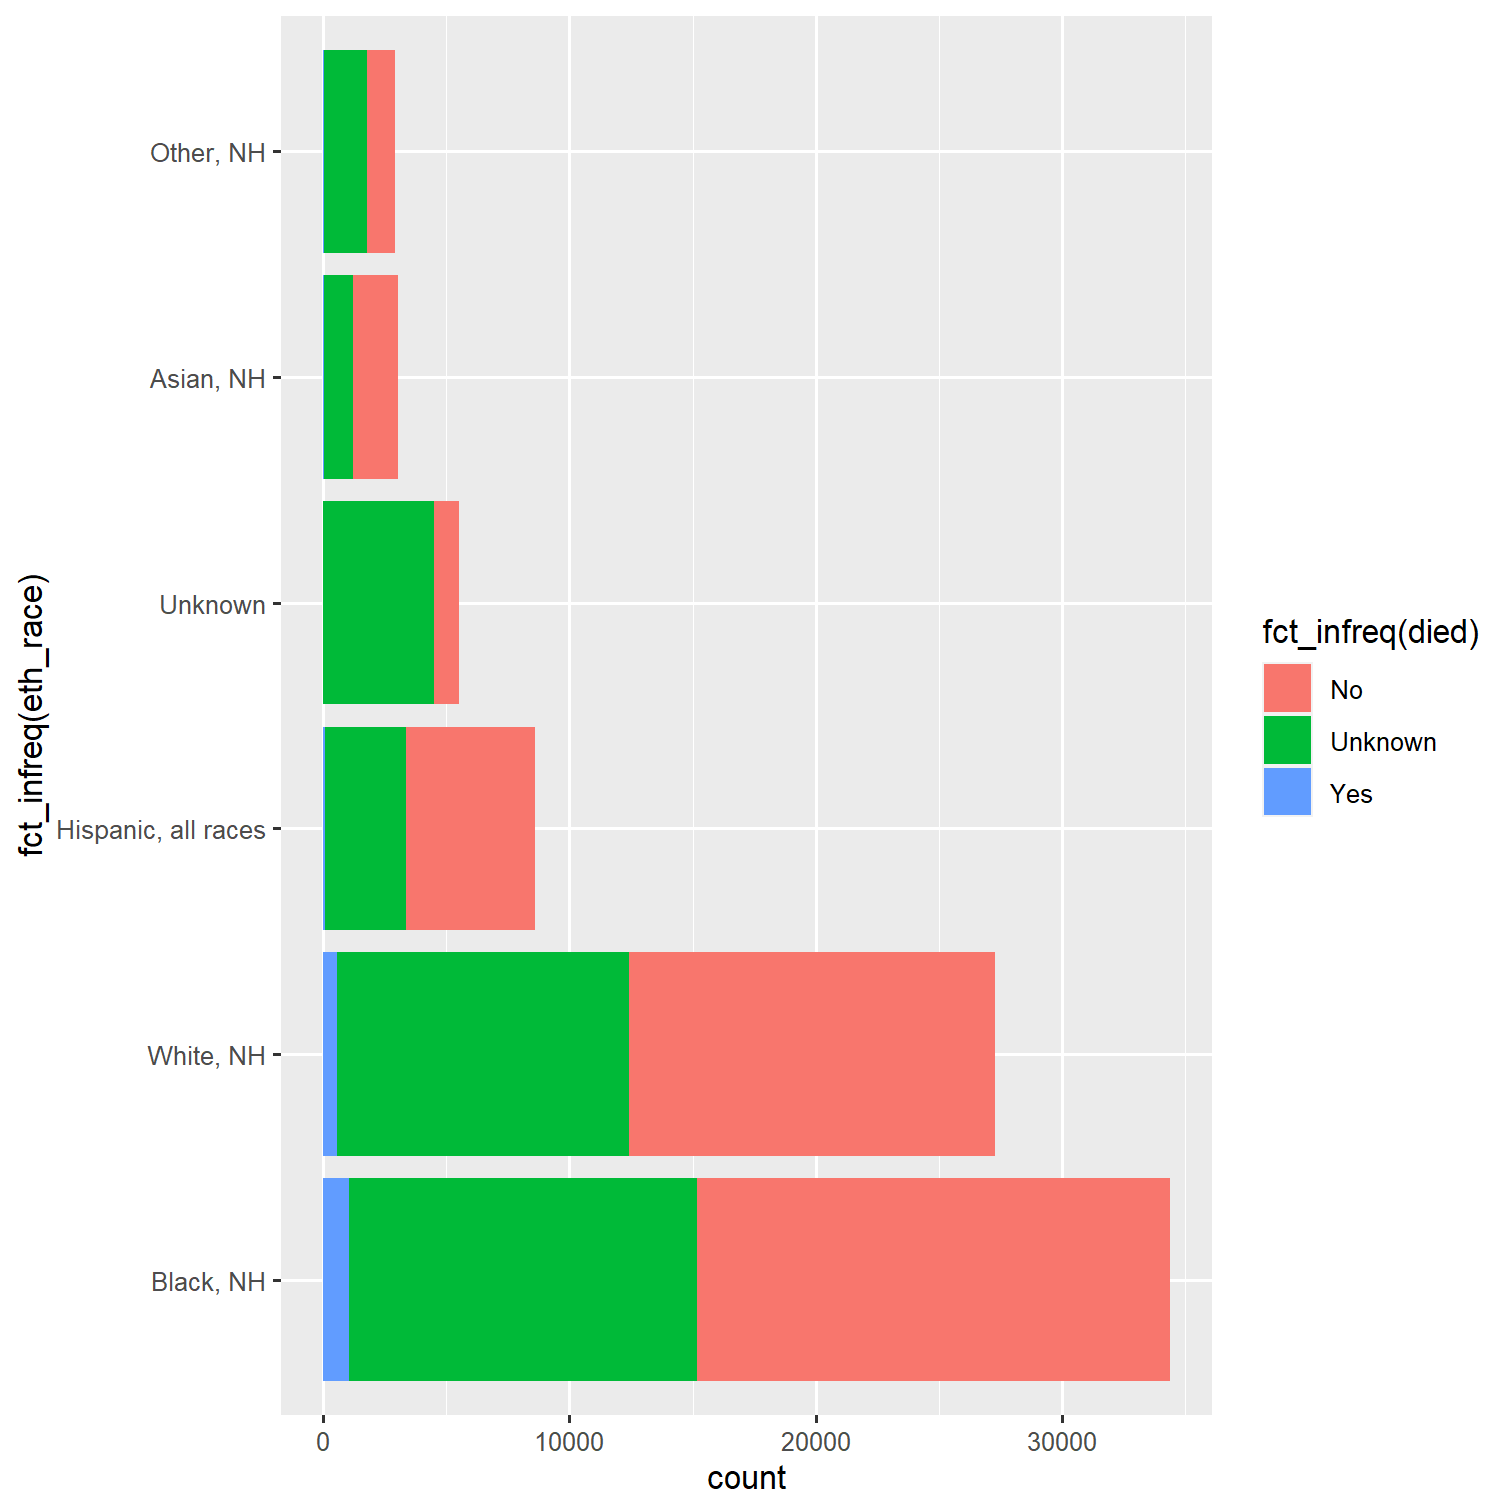 fct_infreq(eth_race)
Other, NH
Asian, NH
Unknown
Hispanic, all races
White, NH
Black, NH
0 10000 20000 30000
count
fct_infreq(died)
No
Unknown
Yes